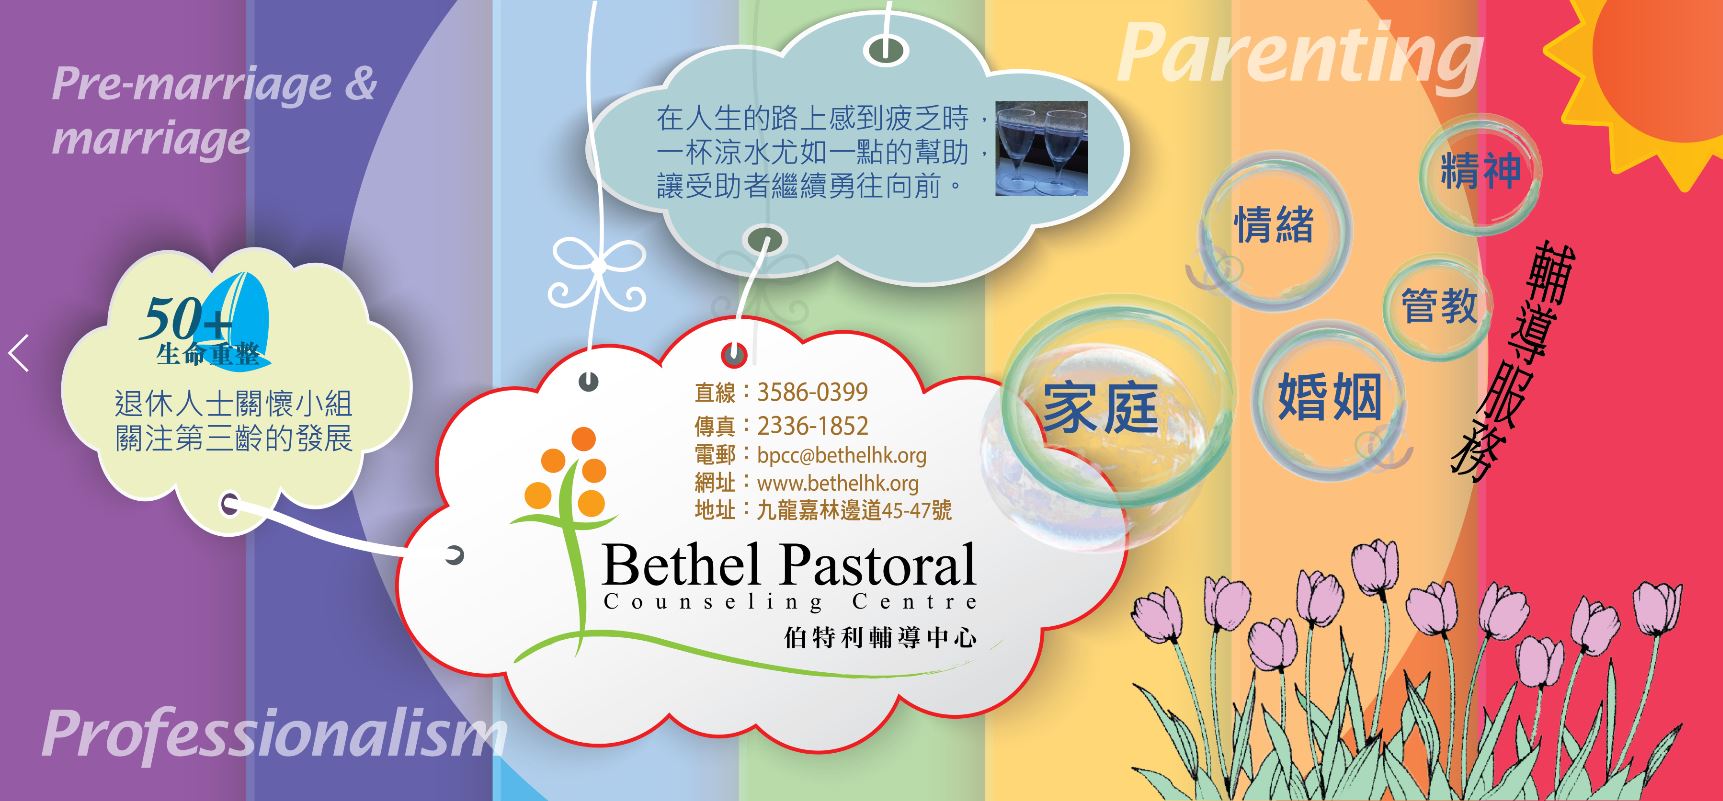 Pre-marriage &
marriage
Parenting
在人生的路上感到疲乏時，
一杯涼水尤如一點的幫助，
讓受助者繼續勇往向前。
精神
情緒
管教
家庭
婚姻
輔導服務
50+
生命重整
退休人士關懷小組
關注第三齡的發展
直線：3586-0399
傳真：2336-1852
電郵：bpcc@bethelhk.org
網址：www.bethelhk.org
地址：九龍嘉林邊道45-47號
Bethel Pastoral
Counseling Centre
伯特利輔導中心
Professionalism